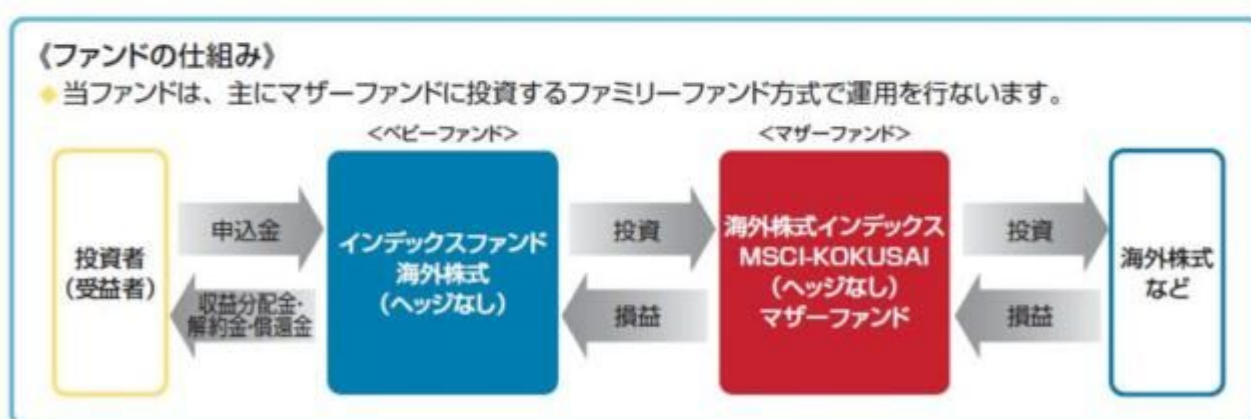 《ファンドの仕組み》
◆当ファンドは、主にマザーファンドに投資するファミリーファンド方式で運用を行ないます。
<ベビーファンド>
<マザーファンド>
投資者
(受益者)
申込金
収益分配金・
解約金・償還金
インデックスファンド
海外株式
(ヘッジなし)
投資
損益
海外株式インデックス
MSCI-KOKUSAI
(ヘッジなし)
マザーファンド
投資
損益
海外株式
など